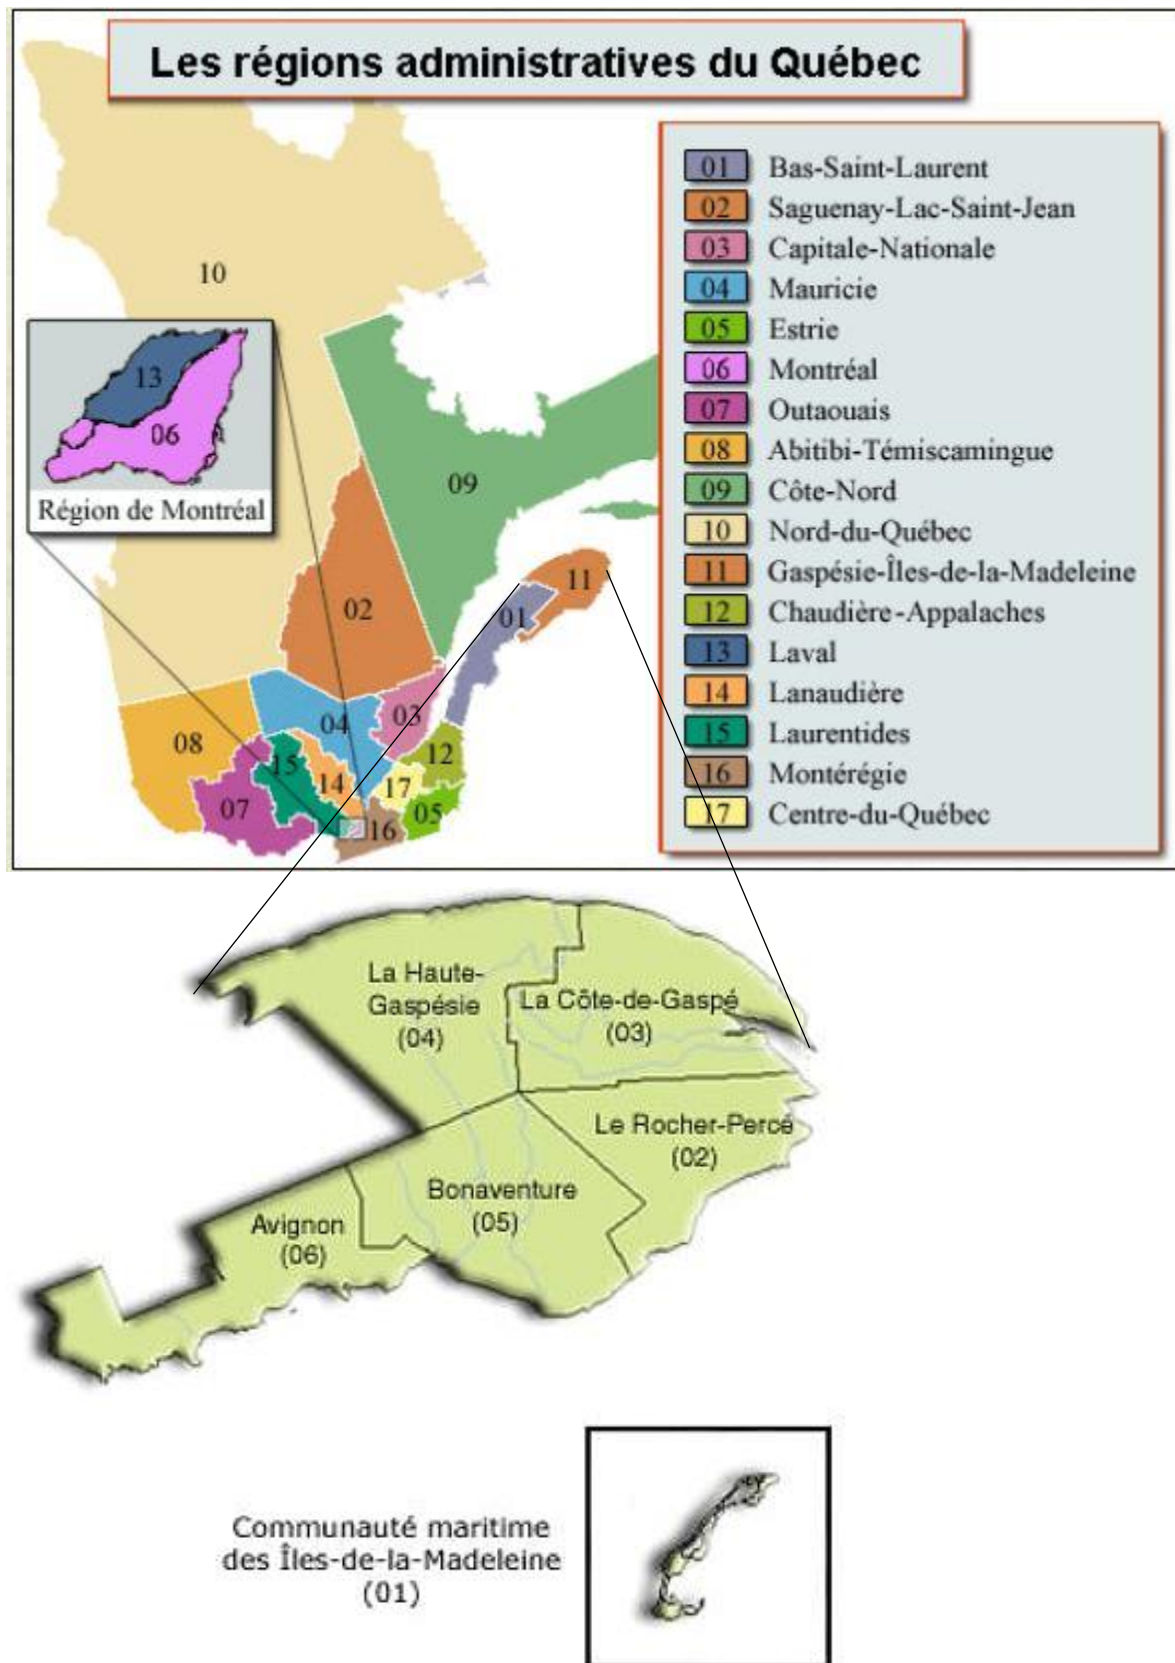 Les régions administratives du Québec
01 Bas-Saint-Laurent
02 Saguenay-Lac-Saint-Jean
03 Capitale-Nationale
04 Mauricie
05 Estrie
06 Montréal
07 Outaouais
08 Abitibi-Témiscamingue
09 Côte-Nord
10 Nord-du-Québec
11 Gaspésie-Îles-de-la-Madeleine
12 Chaudière-Appalaches
13 Laval
14 Lanaudière
15 Laurentides
16 Montérégie
17 Centre-du-Québec
10
13
06
Région de Montréal
09
11
02
01
04
03
08
15
12
14
17
07
05
16
La Haute-
Gaspésie
(04)
La Côte-de-Gaspé
(03)
Le Rocher-Percé
(02)
Bonaventure
(05)
Avignon
(06)
Communauté maritime
des Îles-de-la-Madeleine
(01)